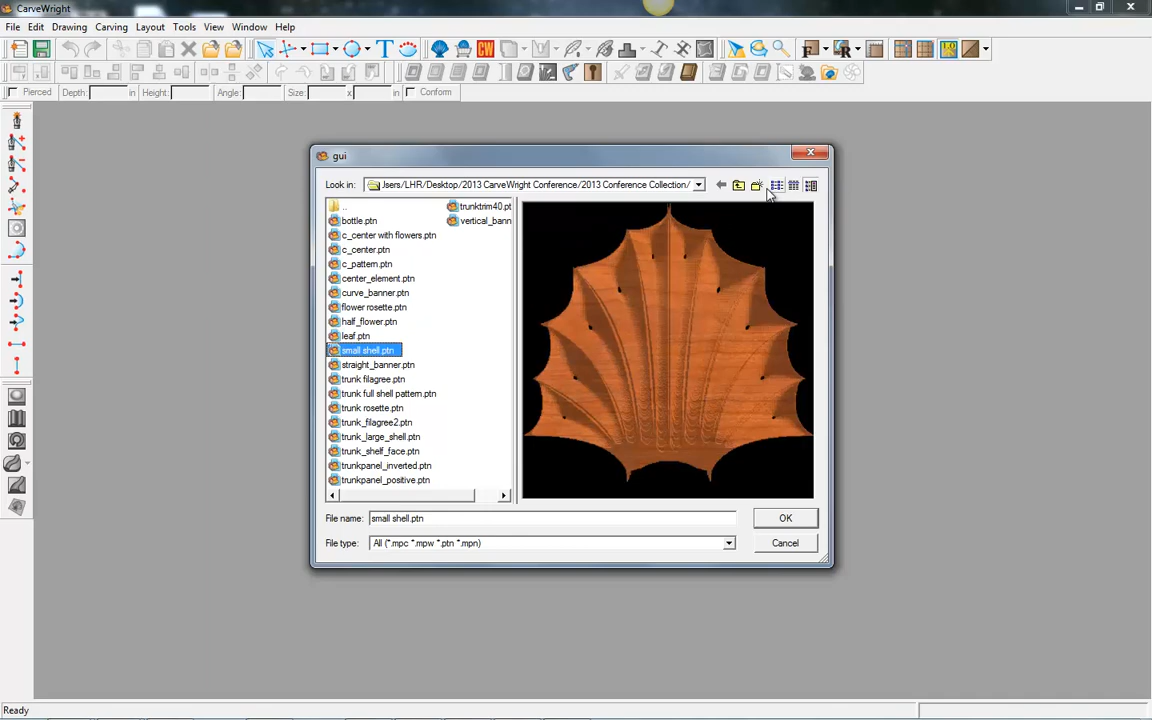 CarveWright
File Edit Drawing Carving Layout Tools View Window Help
Pierced Depth: in Height: in Angle: Size: x in Conform
gui
Look in: Jsers/LHR/Desktop/2013 CarveWright Conference/2013 Conference Collection/
..
bottle.ptn
c_center with flowers.ptn
c_center.ptn
c_pattern.ptn
center_element.ptn
curve_banner.ptn
flower rosette.ptn
half_flower.ptn
leaf.ptn
small shell.ptn
straight_banner.ptn
trunk filagree.ptn
trunk full shell pattern.ptn
trunk rosette.ptn
trunk_filagree2.ptn
trunk_large_shell.ptn
trunk_shelf_face.ptn
trunkpanel_inverted.ptn
trunkpanel_positive.ptn
trunktrim40.pt
vertical_bann
File name: small shell.ptn OK
File type: All (*.mpc *.mpw *.ptn *.mpn) Cancel
Ready